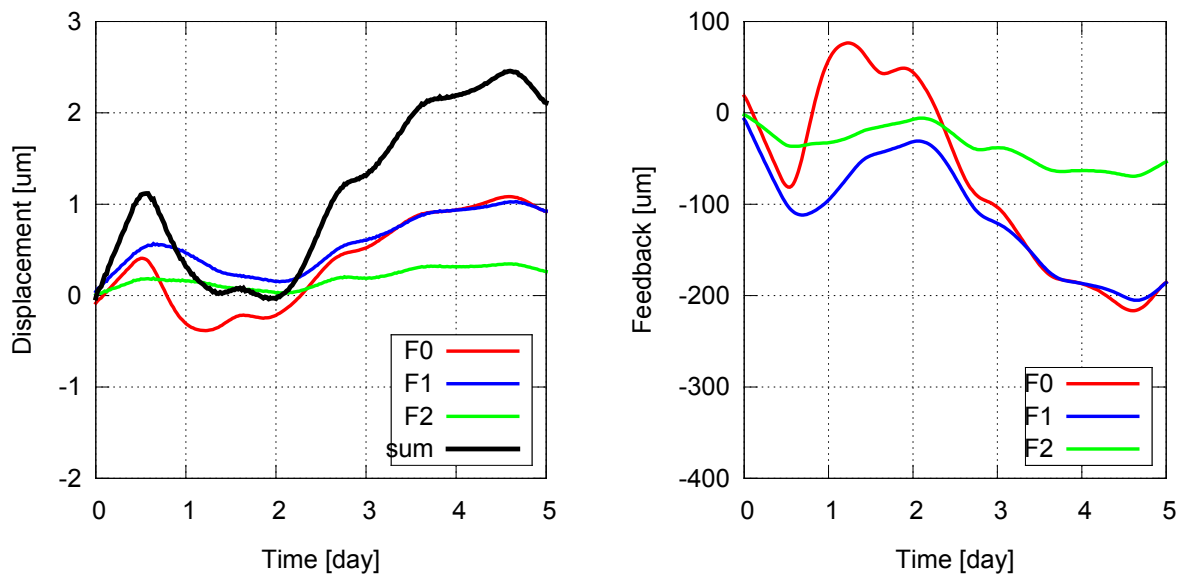 3
2
1
0
-1
-2
Displacement [um]
F0
F1
F2
sum
0 1 2 3 4 5
Time [day]
100
0
-100
-200
-300
-400
Feedback [um]
F0
F1
F2
0 1 2 3 4 5
Time [day]